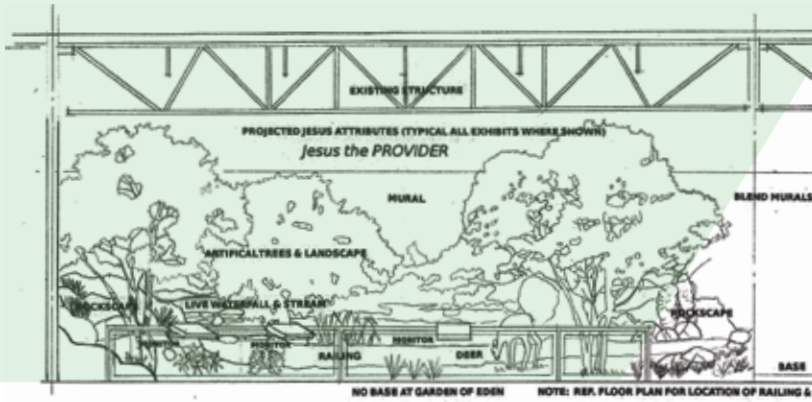 EXISTING STRUCTURE
PROJECTED JESUS ATTRIBUTES (TYPICAL ALL EXHIBITS WHERE SHOWN)
Jesus the PROVIDER
MURAL
BLEND MURALS
ARTIFICALTREES & LANDSCAPE
ROCKSCAPE
LIVE WATERFALL & STREAM
ROCKSCAPE
MONITOR
MONITOR
MONITOR
RAILING
DEER
BASE
NO BASE AT GARDEN OF EDEN
NOTE: REF. FLOOR PLAN FOR LOCATION OF RAILING &